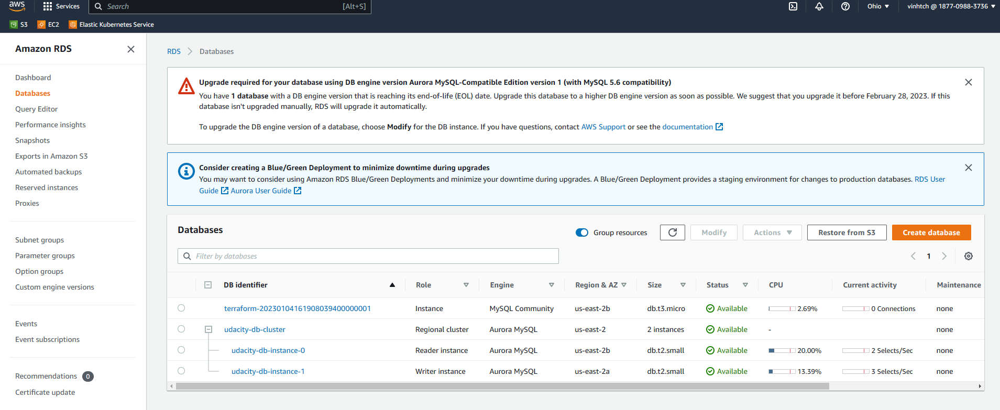 aws
Services
Search
[Alt+S]
Ohio
vinhtch @ 1877-0988-3736
S3
EC2
Elastic Kubernetes Service
Amazon RDS
Dashboard
Databases
Query Editor
Performance insights
Snapshots
Exports in Amazon S3
Automated backups
Reserved instances
Proxies
Subnet groups
Parameter groups
Option groups
Custom engine versions
Events
Event subscriptions
Recommendations 0
Certificate update
RDS Databases
Upgrade required for your database using DB engine version Aurora MySQL-Compatible Edition version 1 (with MySQL 5.6 compatibility)
You have 1 database with a DB engine version that is reaching its end-of-life (EOL) date. Upgrade this database to a higher DB engine version as soon as possible. We suggest that you upgrade it before February 28, 2023. If this
database isn't upgraded manually, RDS will upgrade it automatically.
To upgrade the DB engine version of a database, choose Modify for the DB instance. If you have questions, contact AWS Support or see the documentation
Consider creating a Blue/Green Deployment to minimize downtime during upgrades
You may want to consider using Amazon RDS Blue/Green Deployments and minimize your downtime during upgrades. A Blue/Green Deployment provides a staging environment for changes to production databases. RDS User
Guide Aurora User Guide
Databases
Group resources
Modify
Actions
Restore from S3
Create database
Filter by databases
1
DB identifier Role Engine Region & AZ Size Status CPU Current activity Maintenance
terraform-20230104161908039400000001 Instance MySQL Community us-east-2b db.t3.micro Available 2.69% 0 Connections none
udacity-db-cluster Regional cluster Aurora MySQL us-east-2 2 instances Available - none
udacity-db-instance-0 Reader instance Aurora MySQL us-east-2b db.t2.small Available 20.00% 2 Selects/Sec none
udacity-db-instance-1 Writer instance Aurora MySQL us-east-2a db.t2.small Available 13.39% 3 Selects/Sec none